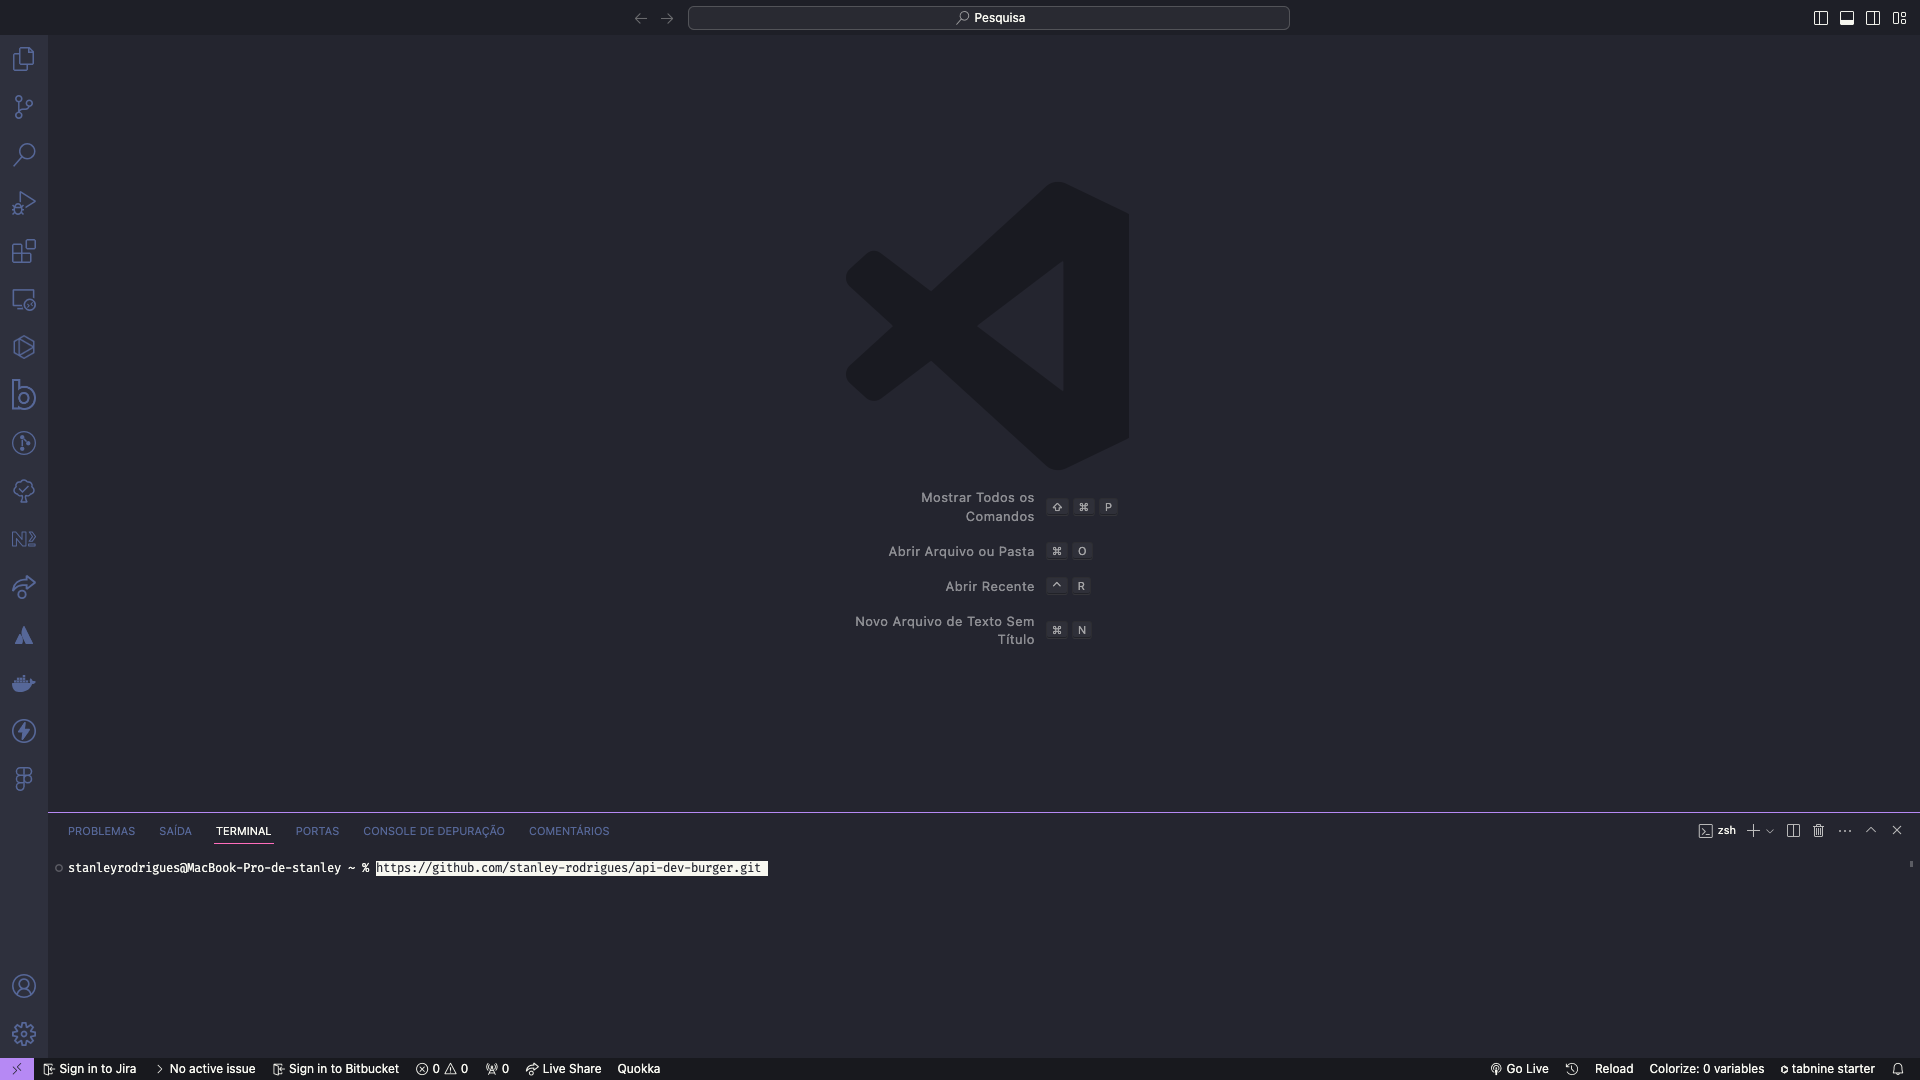 Pesquisa
Mostrar Todos os
Comandos
⇧ ⌘ P
Abrir Arquivo ou Pasta ⌘ O
Abrir Recente ^ R
Novo Arquivo de Texto Sem
Título
⌘ N
PROBLEMAS SAÍDA TERMINAL PORTAS CONSOLE DE DEPURAÇÃO COMENTÁRIOS zsh
stanleyrodrigues@MacBook-Pro-de-stanley ~ % https://github.com/stanley-rodrigues/api-dev-burger.git
Sign in to Jira No active issue Sign in to Bitbucket 0 0 0 Live Share Quokka Go Live Reload Colorize: 0 variables tabnine starter